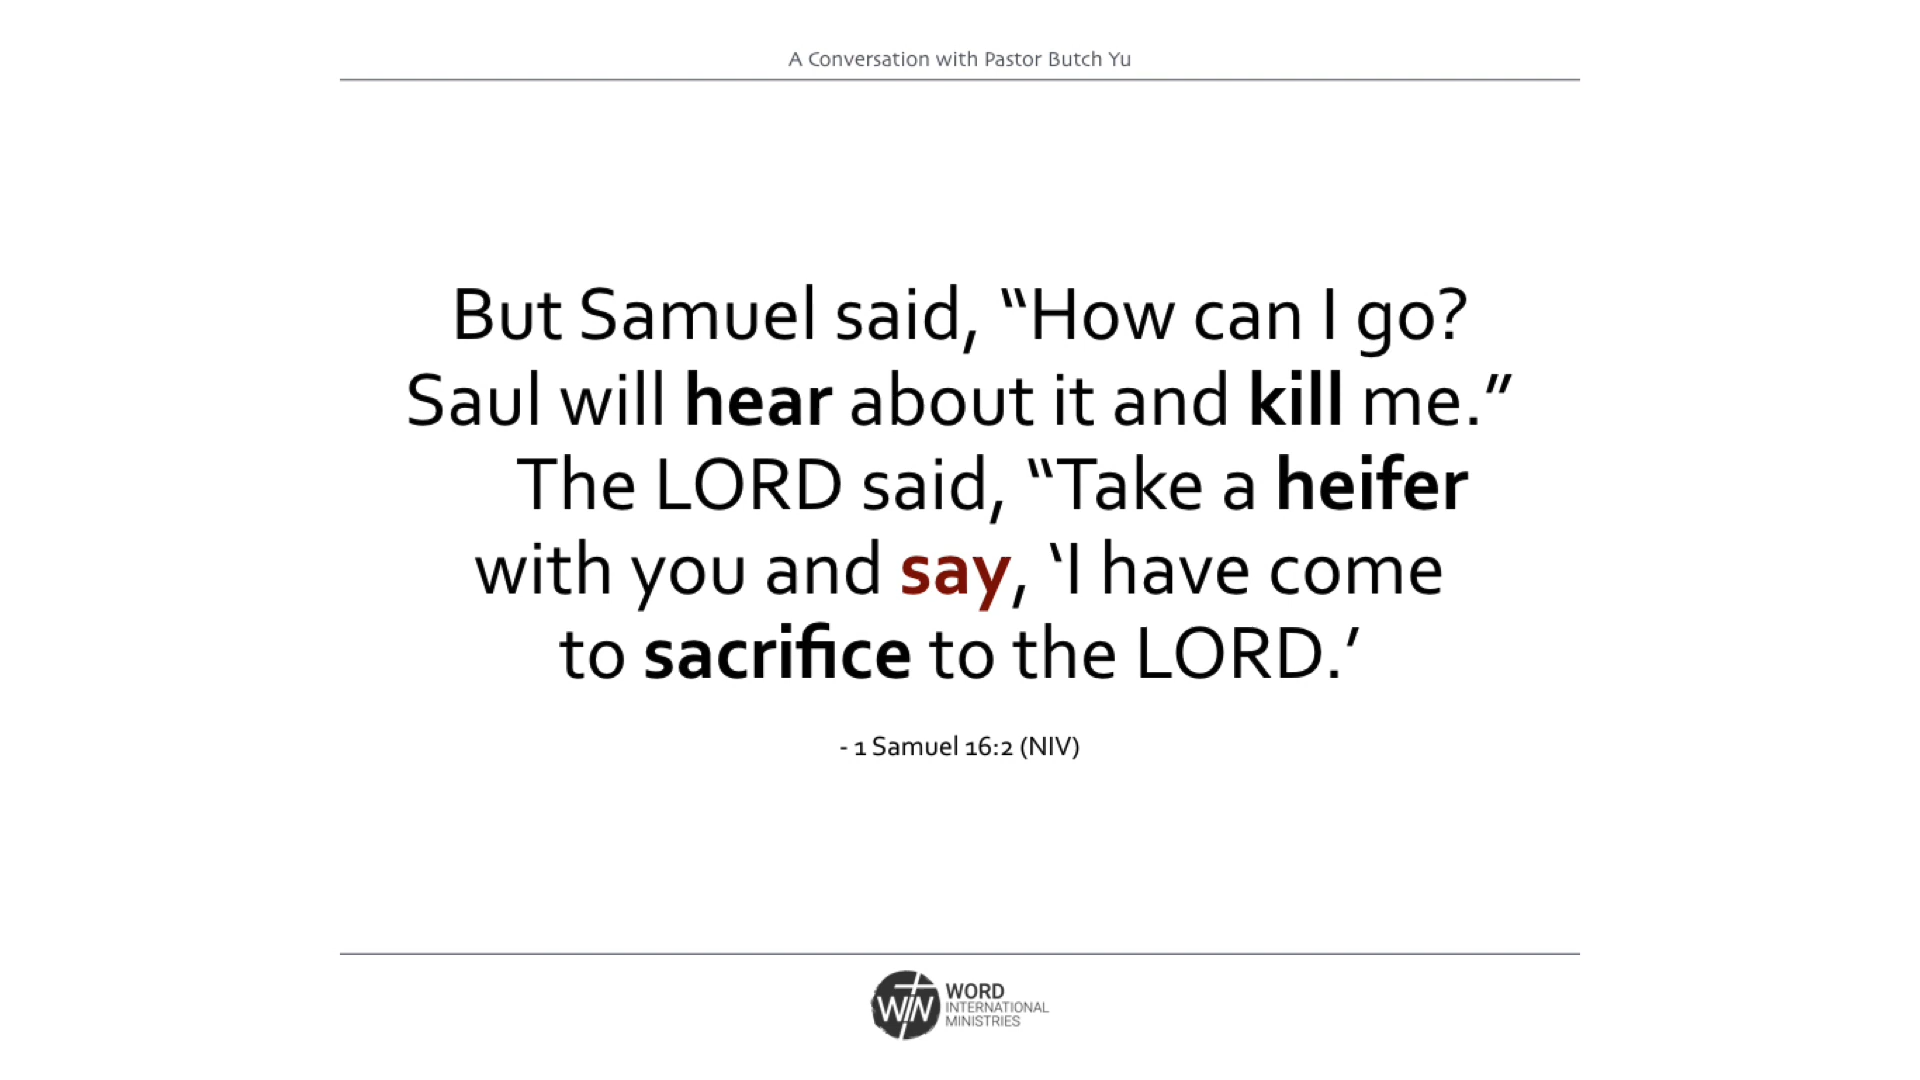 A Conversation with Pastor Butch Yu
But Samuel said, “How can I go?
Saul will hear about it and kill me.”
The LORD said, “Take a heifer
with you and say, ‘I have come
to sacrifice to the LORD.’
- 1 Samuel 16:2 (NIV)
WIN
WORD
INTERNATIONAL
MINISTRIES